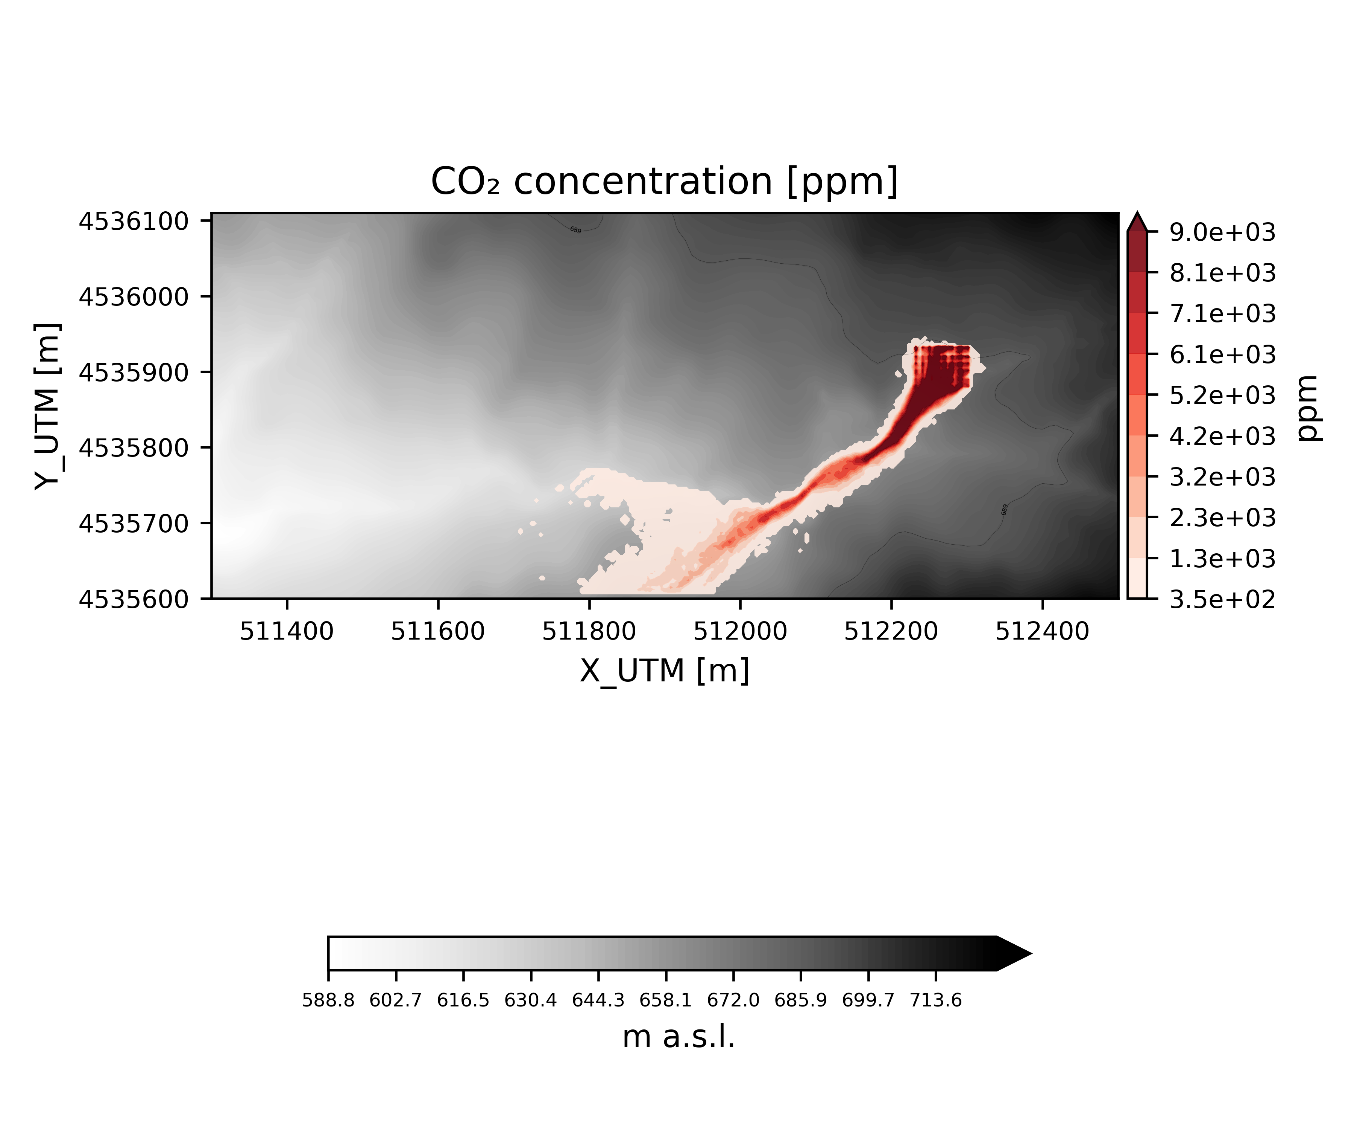 CO₂ concentration [ppm]
4536100
4536000
4535900
4535800
4535700
4535600
Y_UTM [m]
511400 511600 511800 512000 512200 512400
X_UTM [m]
9.0e+03
8.1e+03
7.1e+03
6.1e+03
5.2e+03
4.2e+03
3.2e+03
2.3e+03
1.3e+03
3.5e+02
ppm
588.8 602.7 616.5 630.4 644.3 658.1 672.0 685.9 699.7 713.6
m a.s.l.